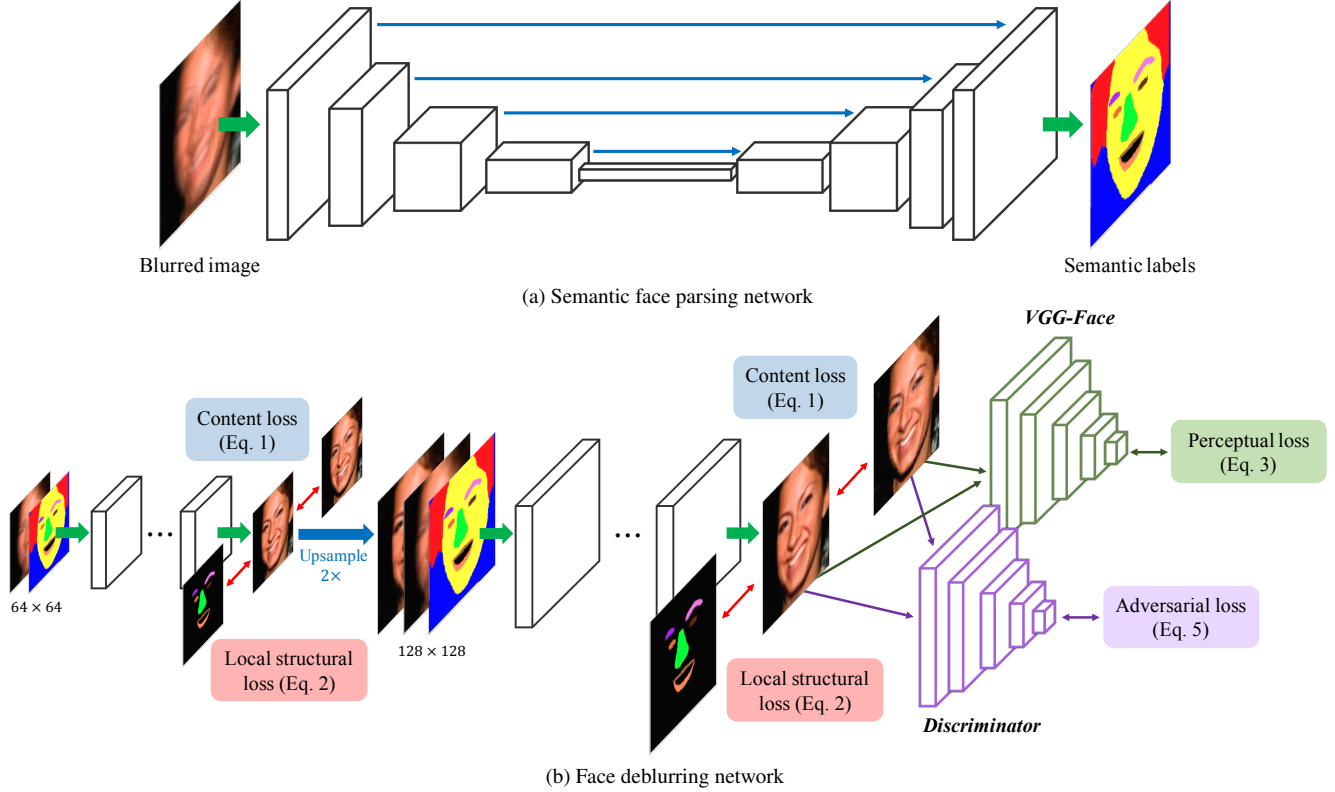 Blurred image
Semantic labels
(a) Semantic face parsing network
VGG-Face
Content loss
(Eq. 1)
Content loss
(Eq. 1)
Perceptual loss
(Eq. 3)
...
...
Upsample
2×
64 × 64
128 × 128
Local structural
loss (Eq. 2)
Local structural
loss (Eq. 2)
Adversarial loss
(Eq. 5)
Discriminator
(b) Face deblurring network